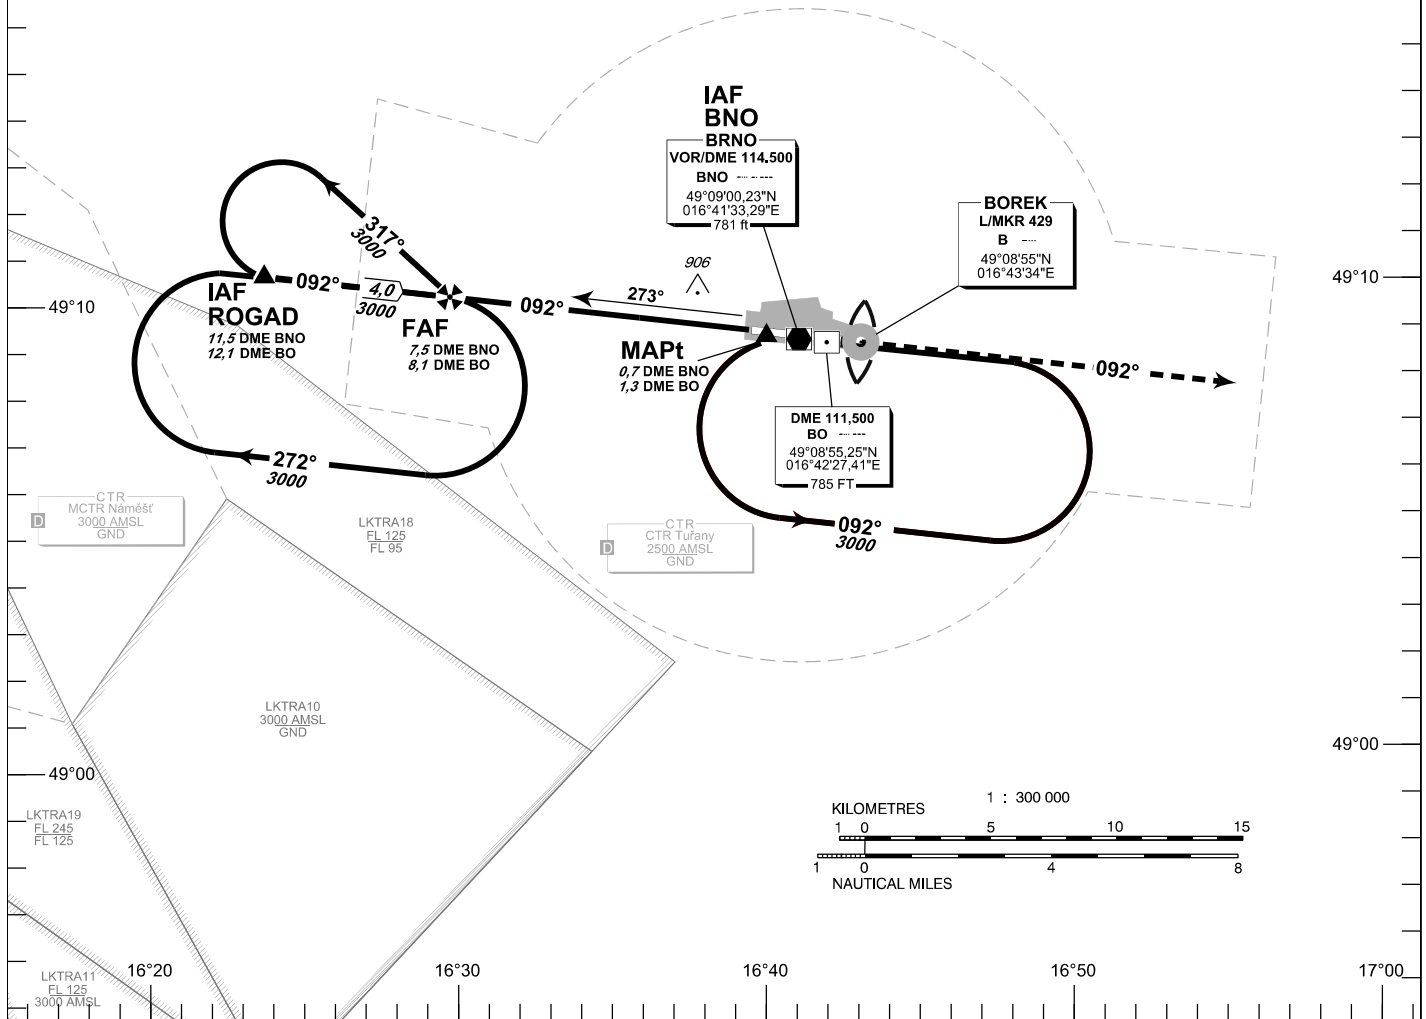 IAF
BNO
BRNO
VOR/DME 114.500
BNO
49°09'00,23"N
016°41'33,29"E
781 ft
BOREK
L/MKR 429
B
49°08'55"N
016°43'34"E
317°
3000
906
49°10
49°10
092°
4,0
3000
092°
273°
IAF
ROGAD
11,5 DME BNO
12,1 DME BO
FAF
7,5 DME BNO
8,1 DME BO
MAPt
0,7 DME BNO
1,3 DME BO
092°
DME 111,500
BO
49°08'55,25"N
016°42'27,41"E
785 FT
272°
3000
092°
3000
CTR
MCTR Náměšť
D
3000 AMSL
GND
LKTRA18
FL 125
FL 95
CTR
CTR Tuřany
D
2500 AMSL
GND
LKTRA10
3000 AMSL
GND
49°00
49°00
LKTRA19
FL 245
FL 125
1 : 300 000
KILOMETRES
1 0 5 10 15
1 0 4 8
NAUTICAL MILES
LKTRA11
FL 125
3000 AMSL
16°20 16°30 16°40 16°50 17°00